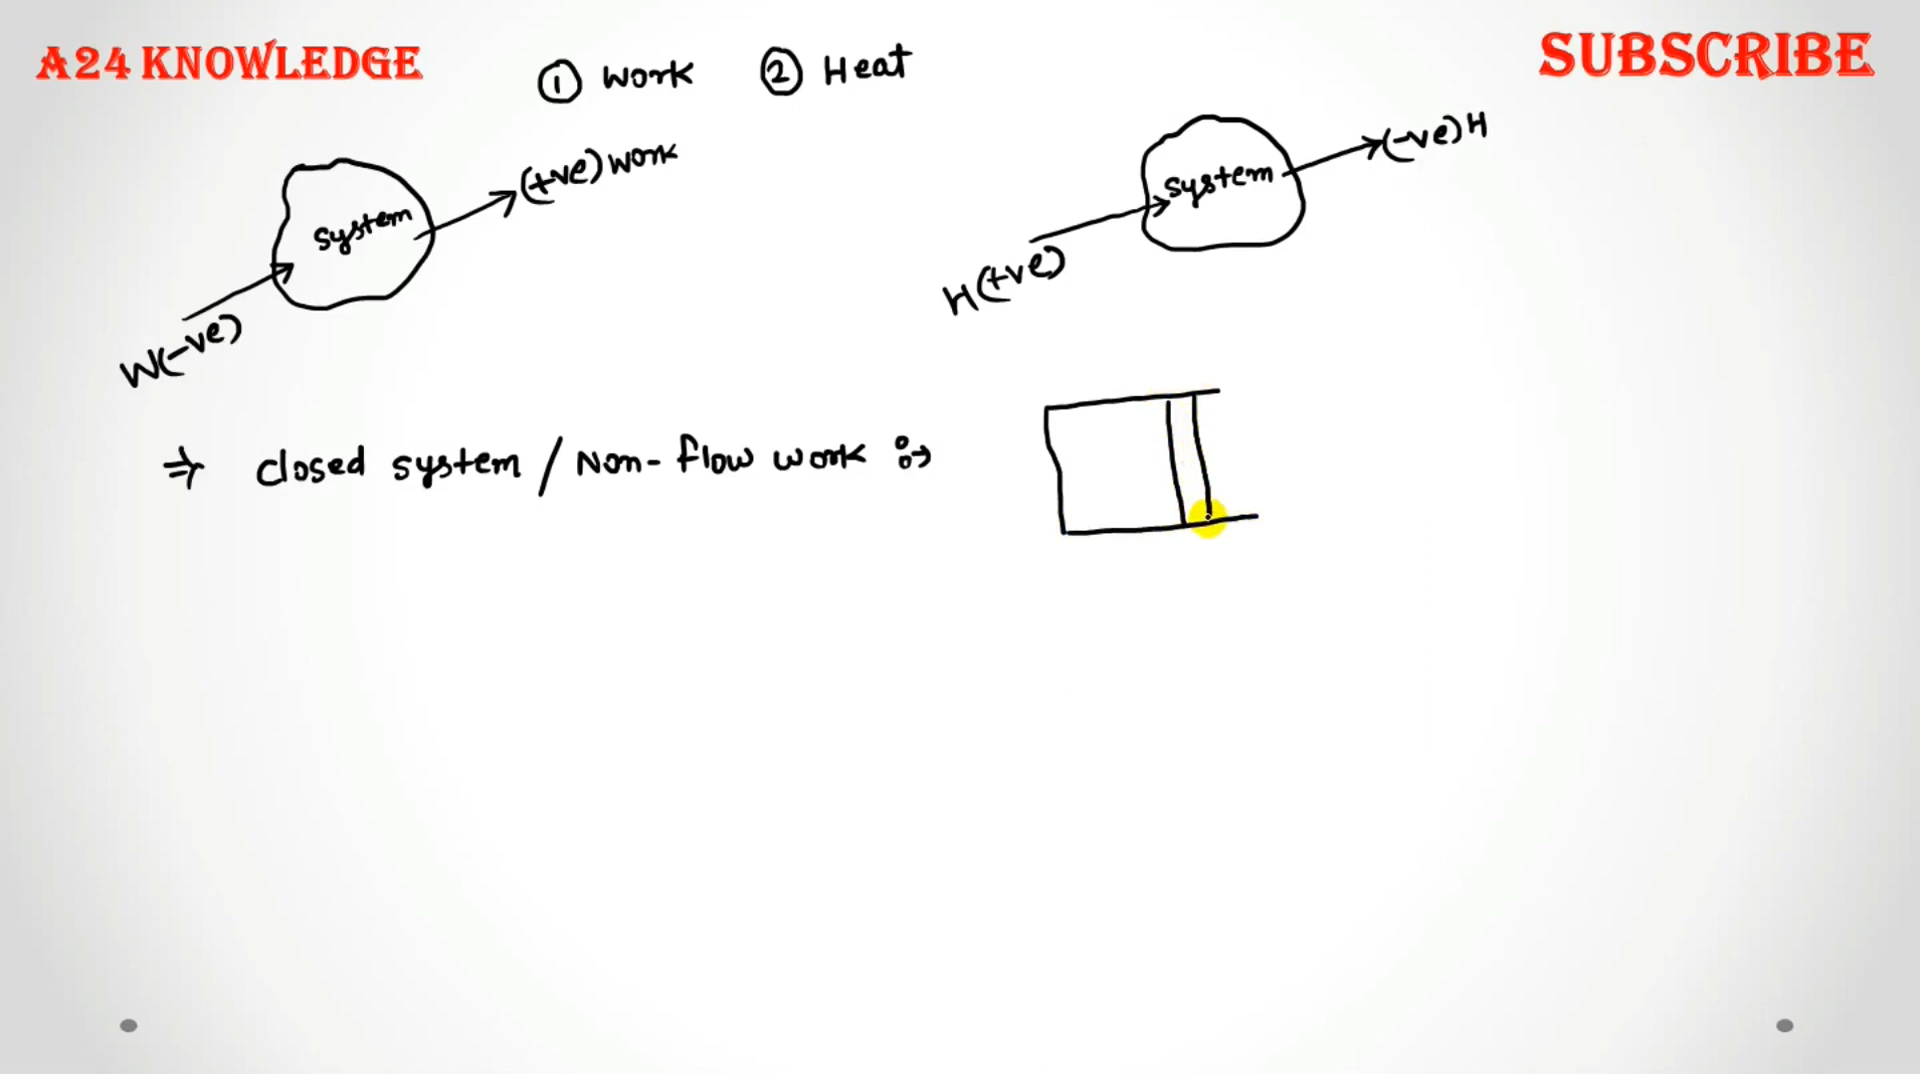 A24 KNOWLEDGE
① Work ② Heat
SUBSCRIBE
system
(+ve) work
W(-ve)
system
(-ve) H
H(+ve)
⇒ closed system / Non-flow work :→